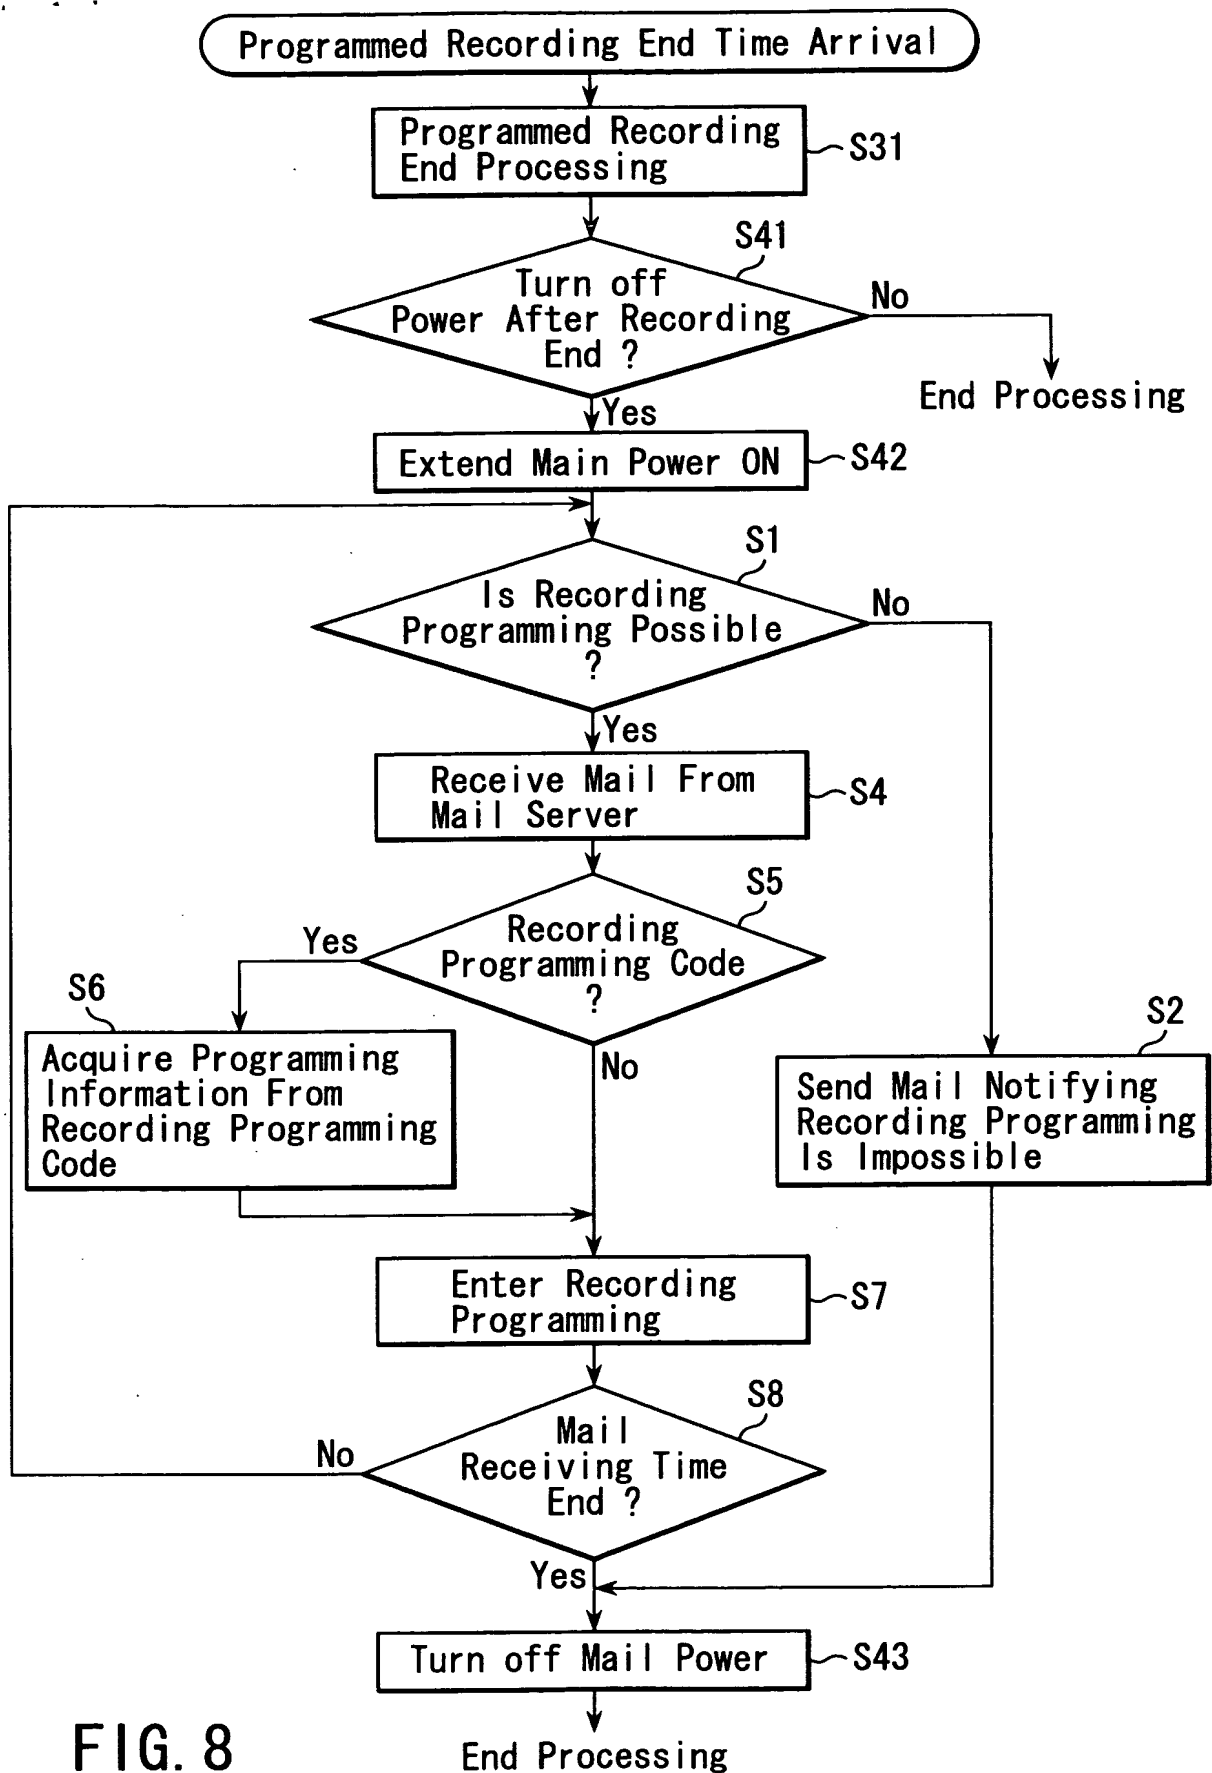 Programmed Recording End Time Arrival
Programmed Recording
End Processing
S31
S41
Turn off
Power After Recording
End ?
No
End Processing
Yes
Extend Main Power ON
S42
S1
Is Recording
Programming Possible
?
No
Yes
Receive Mail From
Mail Server
S4
S5
Recording
Programming Code
?
Yes
No
S6
Acquire Programming
Information From
Recording Programming
Code
S2
Send Mail Notifying
Recording Programming
Is Impossible
Enter Recording
Programming
S7
S8
Mail
Receiving Time
End ?
No
Yes
Turn off Mail Power
S43
End Processing
FIG. 8